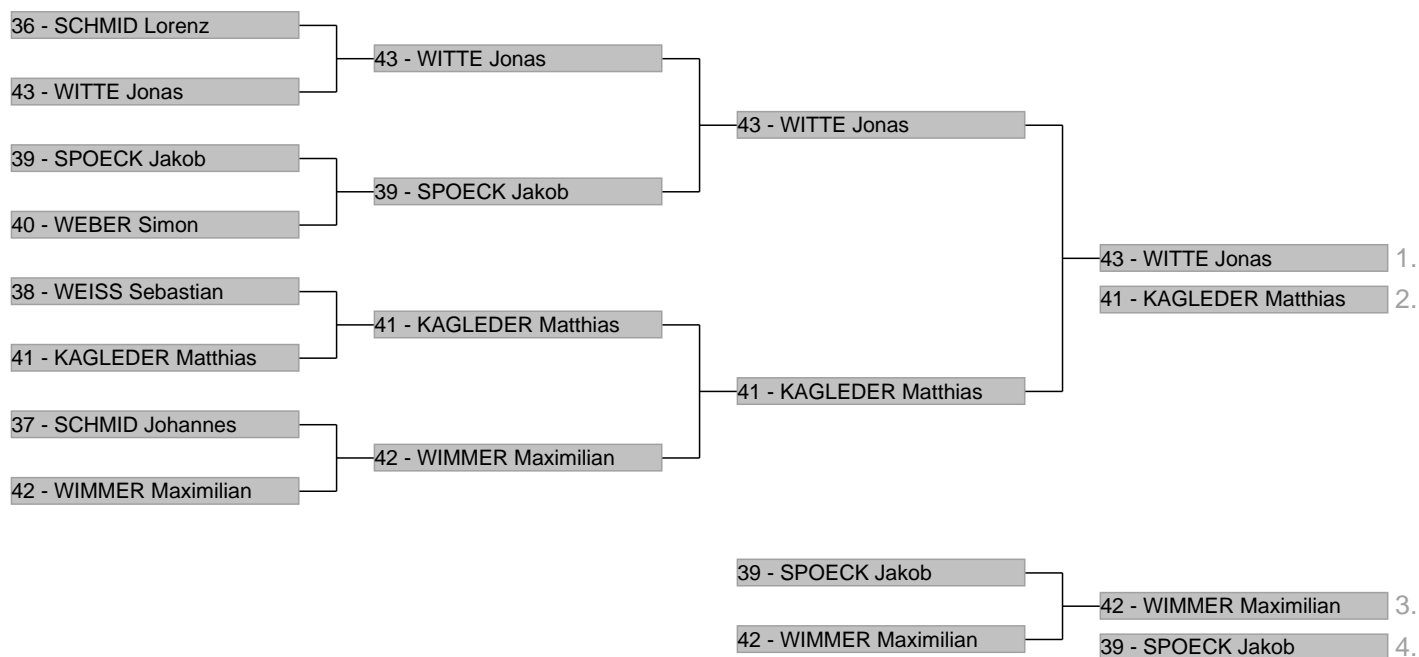 36 - SCHMID Lorenz
43 - WITTE Jonas
43 - WITTE Jonas
43 - WITTE Jonas
39 - SPOECK Jakob
39 - SPOECK Jakob
40 - WEBER Simon
43 - WITTE Jonas 1.
38 - WEISS Sebastian
41 - KAGLEDER Matthias 2.
41 - KAGLEDER Matthias
41 - KAGLEDER Matthias
41 - KAGLEDER Matthias
37 - SCHMID Johannes
42 - WIMMER Maximilian
42 - WIMMER Maximilian
39 - SPOECK Jakob
42 - WIMMER Maximilian 3.
42 - WIMMER Maximilian
39 - SPOECK Jakob 4.